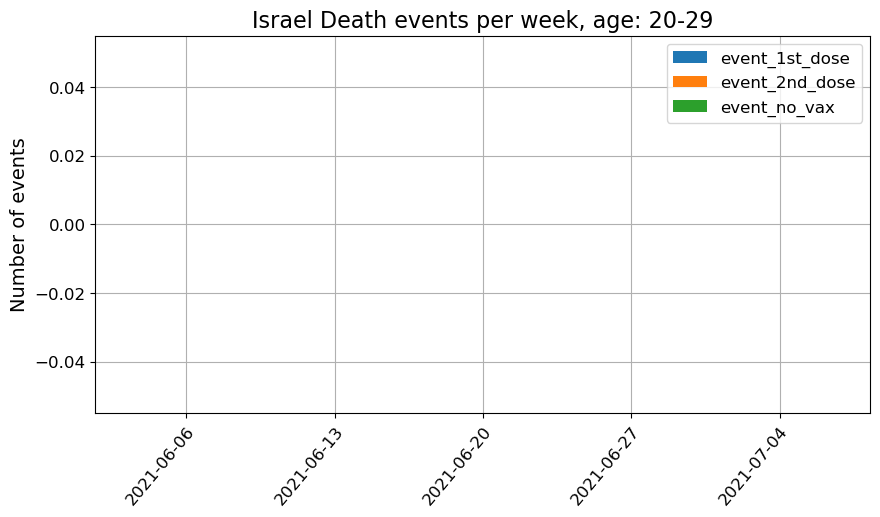 Israel Death events per week, age: 20-29
event_1st_dose
event_2nd_dose
event_no_vax
Number of events
0.04
0.02
0.00
−0.02
−0.04
2021-06-06
2021-06-13
2021-06-20
2021-06-27
2021-07-04